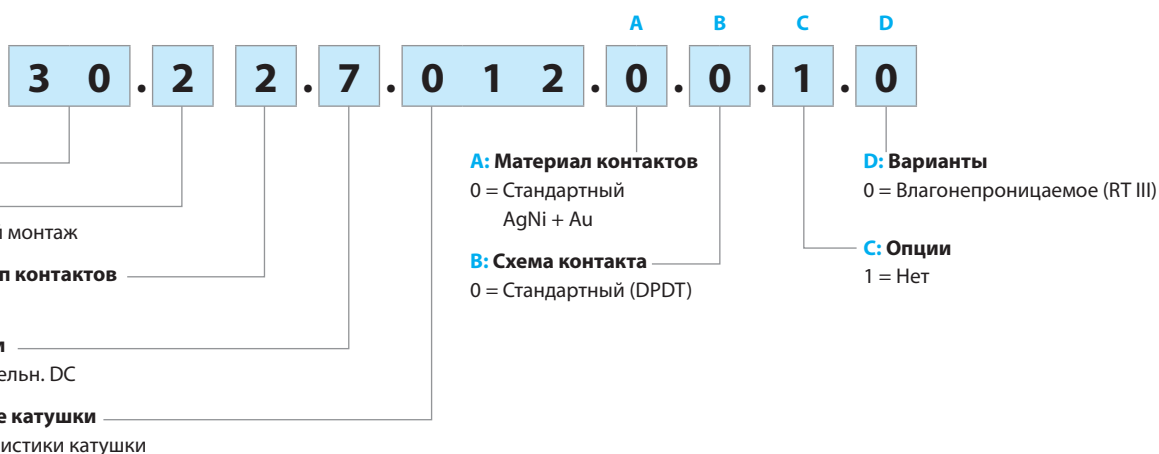 A B C D
3 0 . 2 2 . 7 . 0 1 2 . 0 . 0 . 1 . 0
A: Материал контактов
0 = Стандартный
AgNi + Au
B: Схема контакта
0 = Стандартный (DPDT)
D: Варианты
0 = Влагонепроницаемое (RT III)
C: Опции
1 = Нет
монтаж
контактов
DC
катушки
катушки